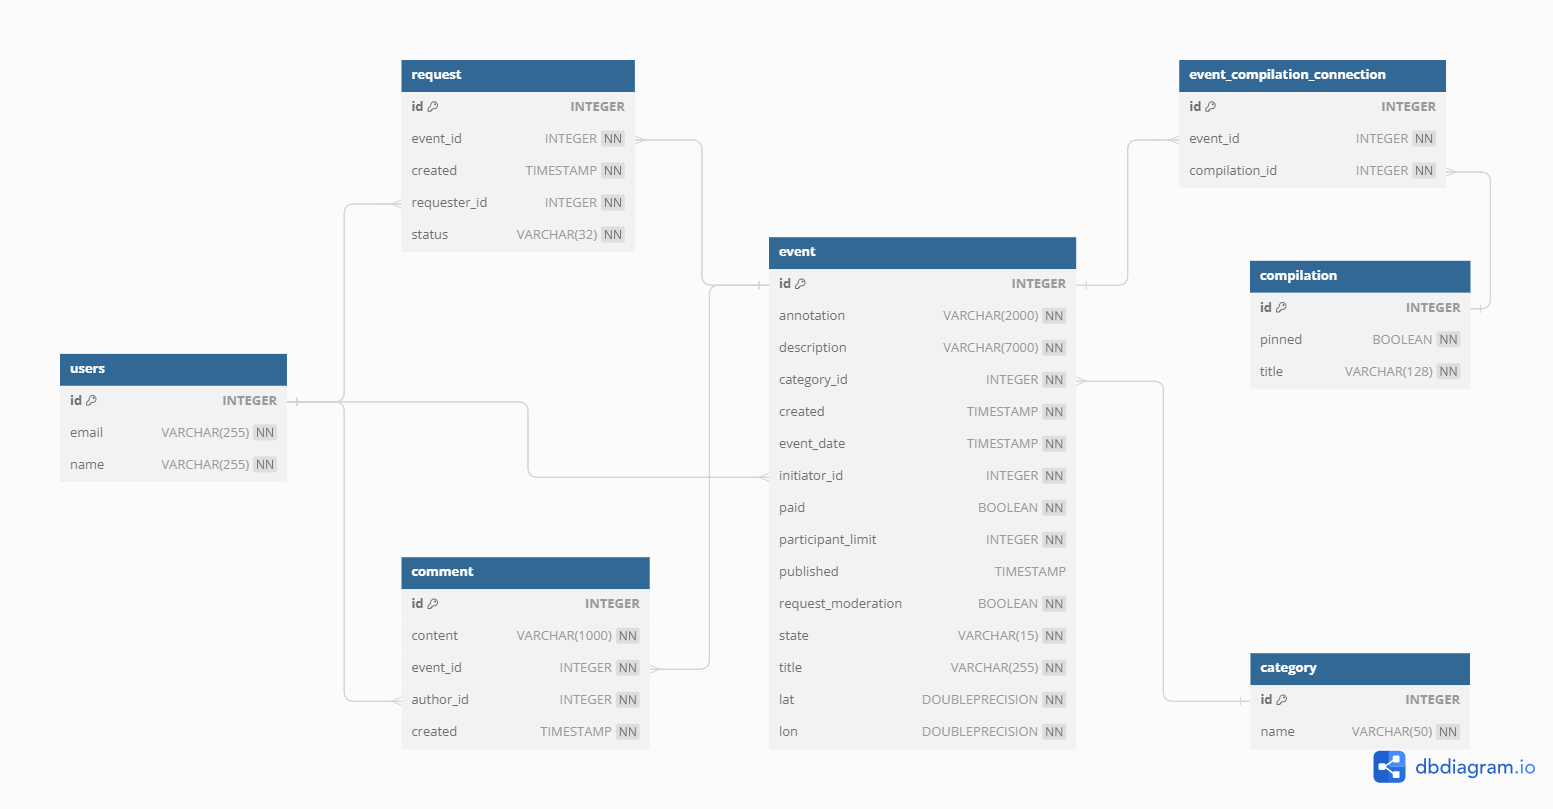 request
id INTEGER
event_id INTEGER NN
created TIMESTAMP NN
requester_id INTEGER NN
status VARCHAR(32) NN
event_compilation_connection
id INTEGER
event_id INTEGER NN
compilation_id INTEGER NN
event
id INTEGER
annotation VARCHAR(2000) NN
description VARCHAR(7000) NN
category_id INTEGER NN
created TIMESTAMP NN
event_date TIMESTAMP NN
initiator_id INTEGER NN
paid BOOLEAN NN
participant_limit INTEGER NN
published TIMESTAMP
request_moderation BOOLEAN NN
state VARCHAR(15) NN
title VARCHAR(255) NN
lat DOUBLEPRECISION NN
lon DOUBLEPRECISION NN
compilation
id INTEGER
pinned BOOLEAN NN
title VARCHAR(128) NN
users
id INTEGER
email VARCHAR(255) NN
name VARCHAR(255) NN
comment
id INTEGER
content VARCHAR(1000) NN
event_id INTEGER NN
author_id INTEGER NN
created TIMESTAMP NN
category
id INTEGER
name VARCHAR(50) NN
dbdiagram.io